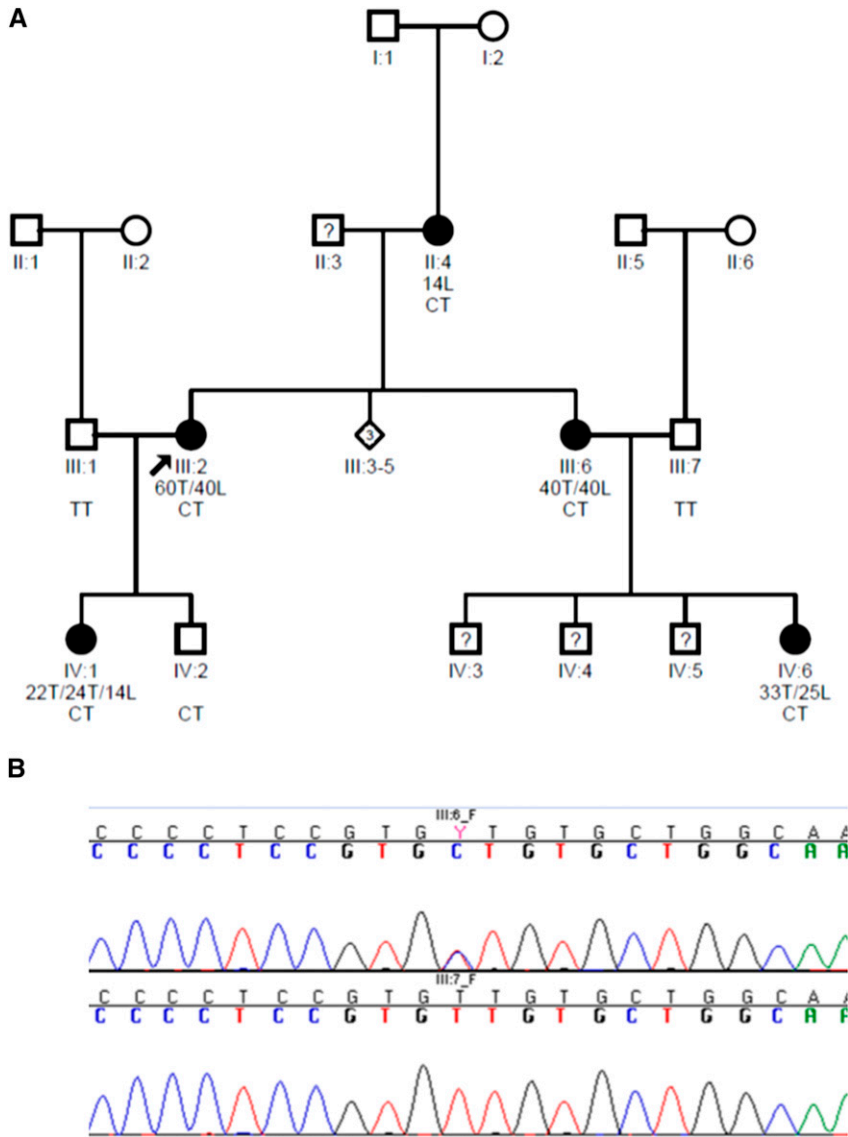 A
I:1 I:2
? ?
II:1 II:2 II:3 II:4 II:5 II:6
14L
CT
3
III:1 III:2 III:3-5 III:6 III:7
60T/40L 40T/40L
TT CT CT TT
? ? ?
IV:1 IV:2 IV:3 IV:4 IV:5 IV:6
22T/24T/14L 33T/25L
CT CT CT
B
III:6_F
C C C C T C C G T G Y T G T G C T G G C A A
C C C C T C C G T G C T G T G C T G G C A A
III:7_F
C C C C T C C G T G T T G T G C T G G C A A
C C C C T C C G T G T T G T G C T G G C A A